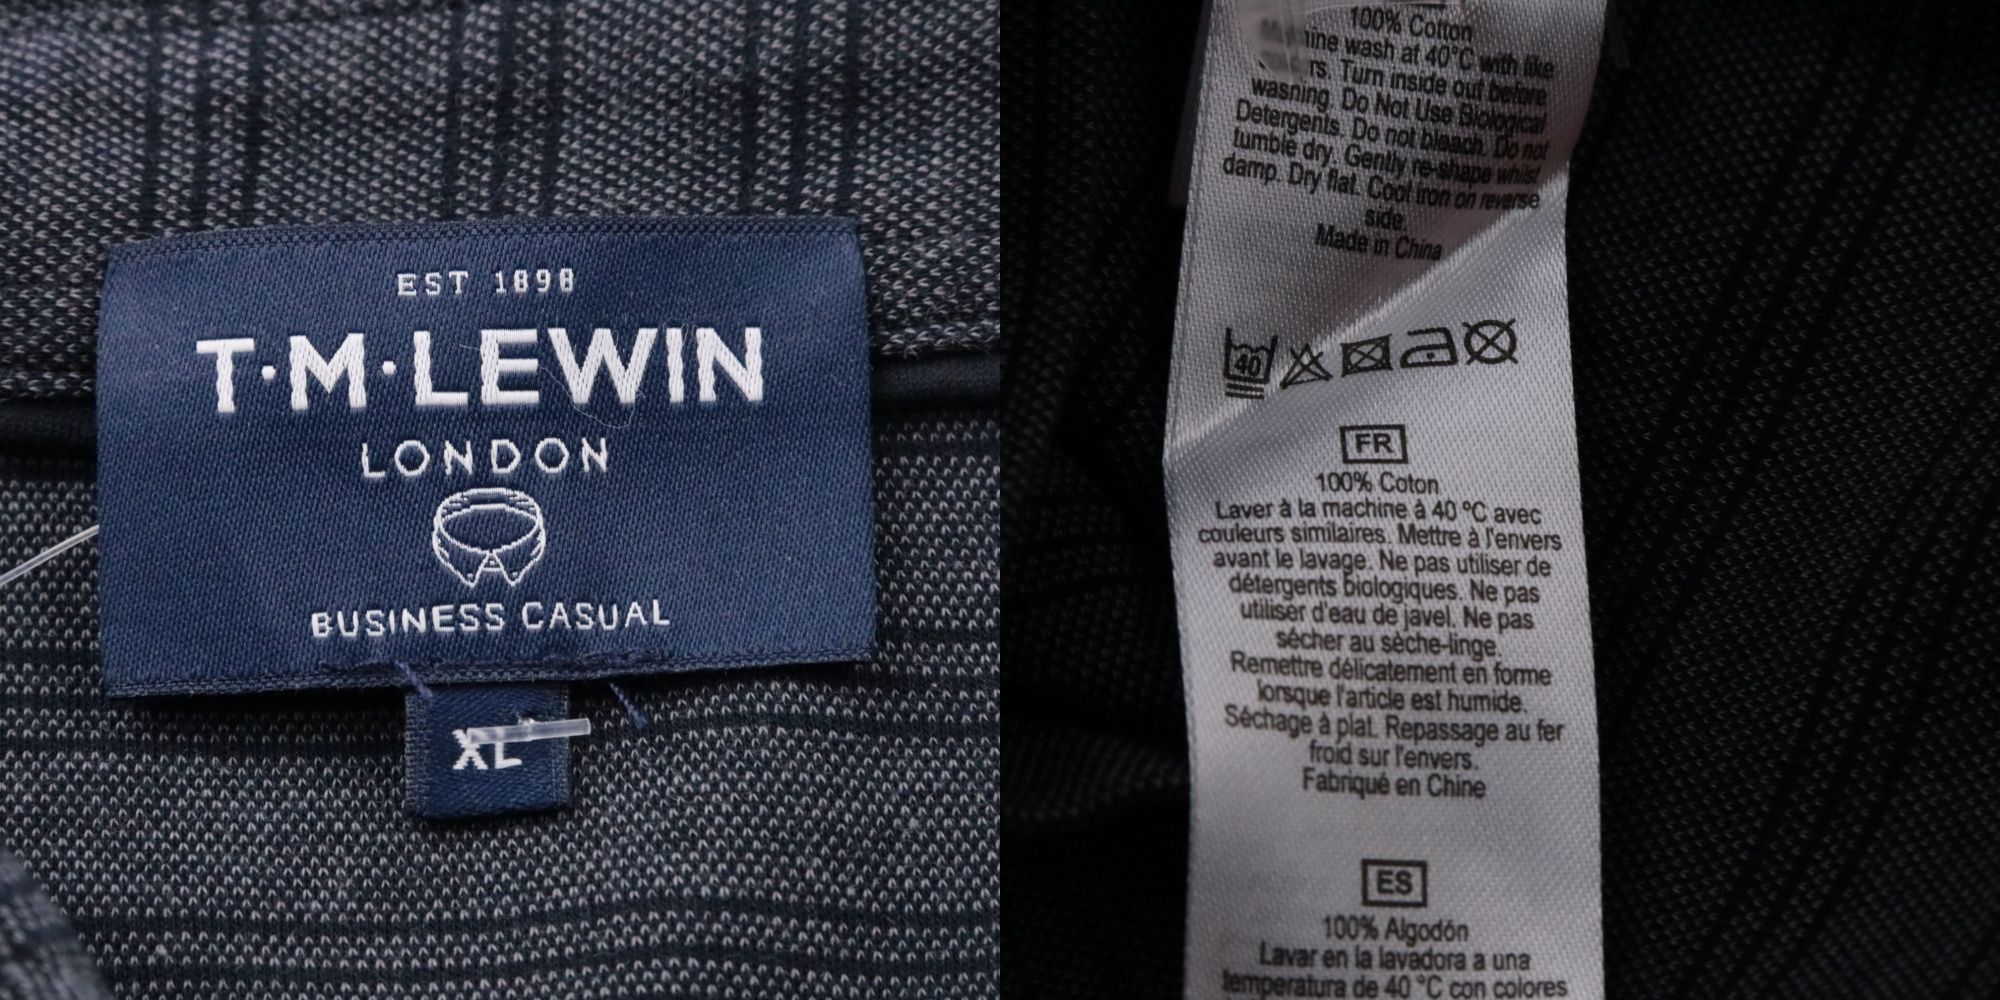 EST 1898
T·M·LEWIN
LONDON
BUSINESS CASUAL
XL
100% Cotton
wash at 40°C with like
Turn inside out before
washing. Do Not Use Biological
Detergents. Do not bleach. Do not
tumble dry. Gently re-shape whilst
damp. Dry flat. Cool iron on reverse
side.
Made in China
40
FR
100% Coton
Laver à la machine à 40 °C avec
couleurs similaires. Mettre à l'envers
avant le lavage. Ne pas utiliser de
détergents biologiques. Ne pas
utiliser d'eau de javel. Ne pas
sécher au sèche-linge.
Remettre délicatement en forme
lorsque l'article est humide.
Séchage à plat. Repassage au fer
froid sur l'envers.
Fabriqué en Chine
ES
100% Algodón
Lavar en la lavadora a una
temperatura de 40 °C con colores